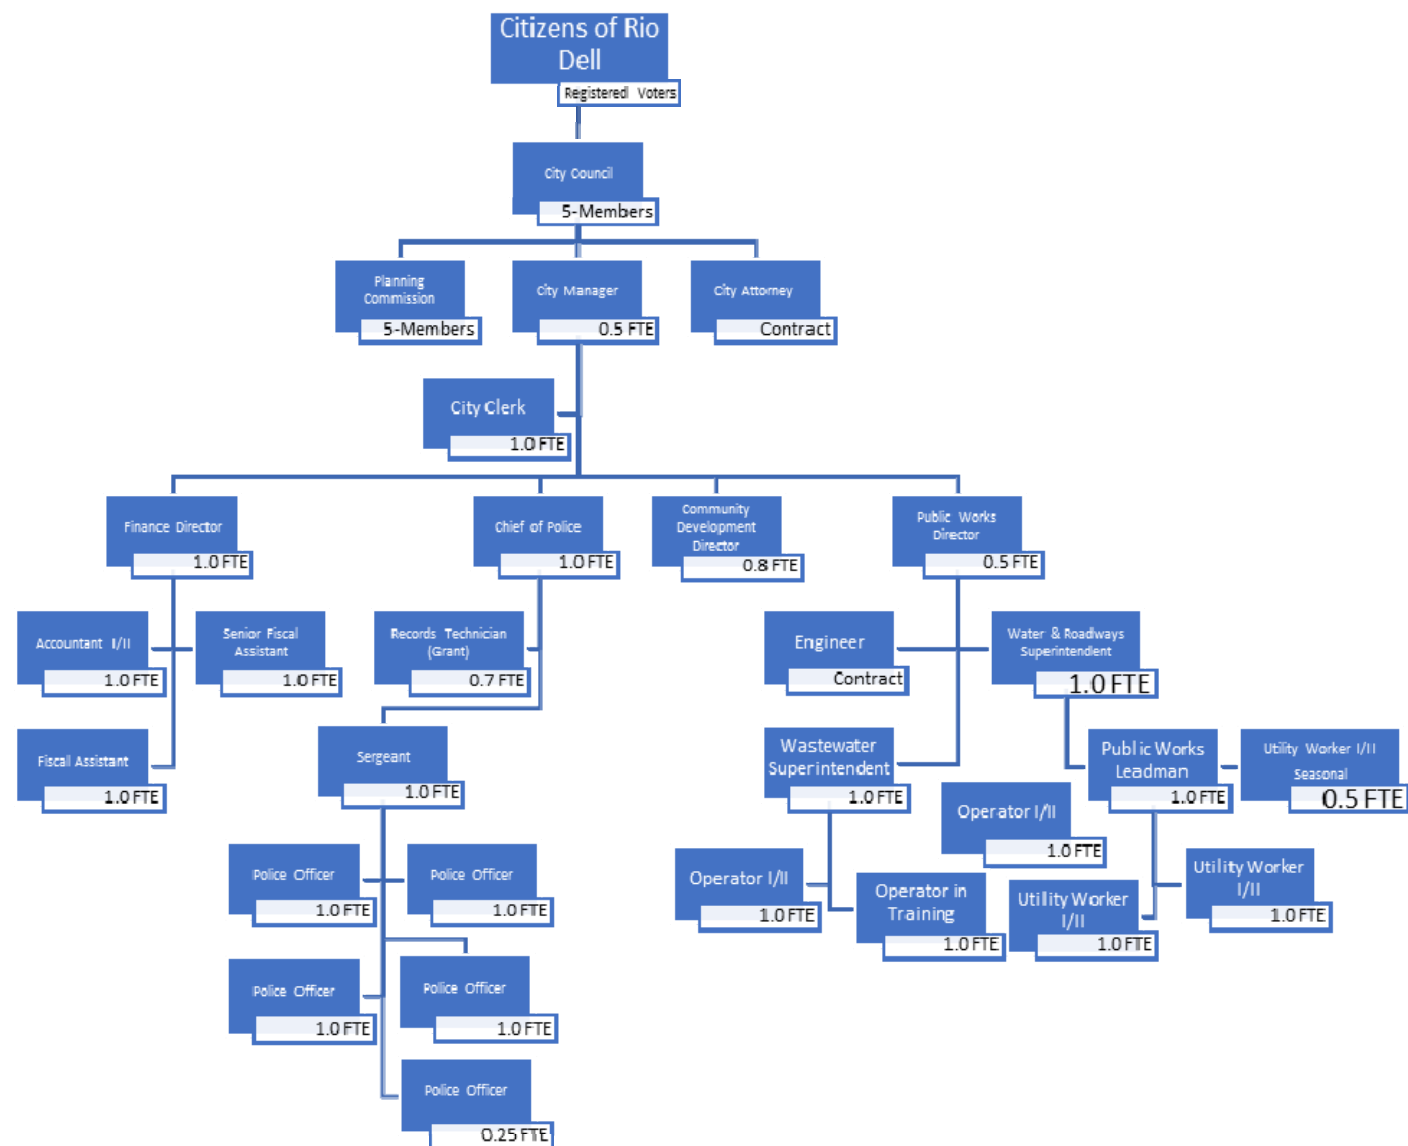 Citizens of Rio
Dell
Registered Voters
City Council
5-Members
Planning
Commission
5-Members
City Manager
0.5 FTE
City Attorney
Contract
City Clerk
1.0 FTE
Finance Director
1.0 FTE
Chief of Police
1.0 FTE
Community
Development
Director
0.8 FTE
Public Works
Director
0.5 FTE
Accountant I/II
1.0 FTE
Senior Fiscal
Assistant
1.0 FTE
Records Technician
(Grant)
0.7 FTE
Engineer
Contract
Water & Roadways
Superintendent
1.0 FTE
Fiscal Assistant
1.0 FTE
Sergeant
1.0 FTE
Wastewater
Superintendent
1.0 FTE
Public Works
Leadman
1.0 FTE
Utility Worker I/II
Seasonal
0.5 FTE
Operator I/II
1.0 FTE
Police Officer
1.0 FTE
Police Officer
1.0 FTE
Operator I/II
1.0 FTE
Operator in
Training
1.0 FTE
Utility Worker
I/II
1.0 FTE
Utility Worker
I/II
1.0 FTE
Police Officer
1.0 FTE
Police Officer
1.0 FTE
Police Officer
0.25 FTE